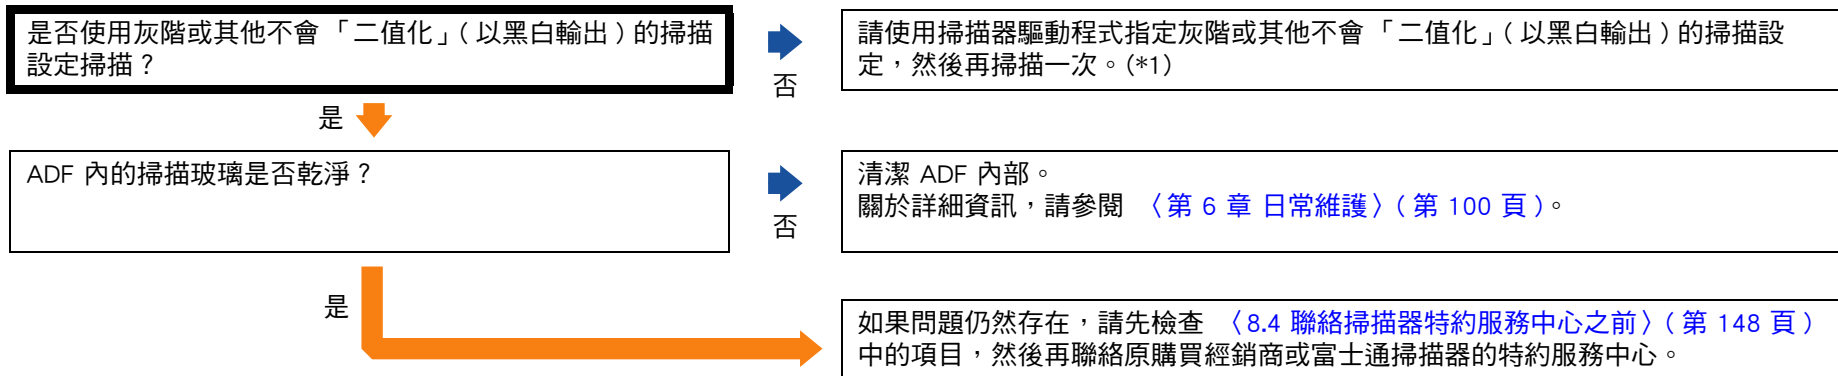 是否使用灰階或其他不會「二值化」( 以黑白輸出 ) 的掃描
設定掃描？
否
請使用掃描器驅動程式指定灰階或其他不會「二值化」( 以黑白輸出 ) 的掃描設
定，然後再掃描一次。(*1)
是
ADF 內的掃描玻璃是否乾淨？
否
清潔 ADF 內部。
關於詳細資訊，請參閱 〈第 6 章 日常維護〉( 第 100 頁 )。
是
如果問題仍然存在，請先檢查 〈8.4 聯絡掃描器特約服務中心之前〉( 第 148 頁 )
中的項目，然後再聯絡原購買經銷商或富士通掃描器的特約服務中心。